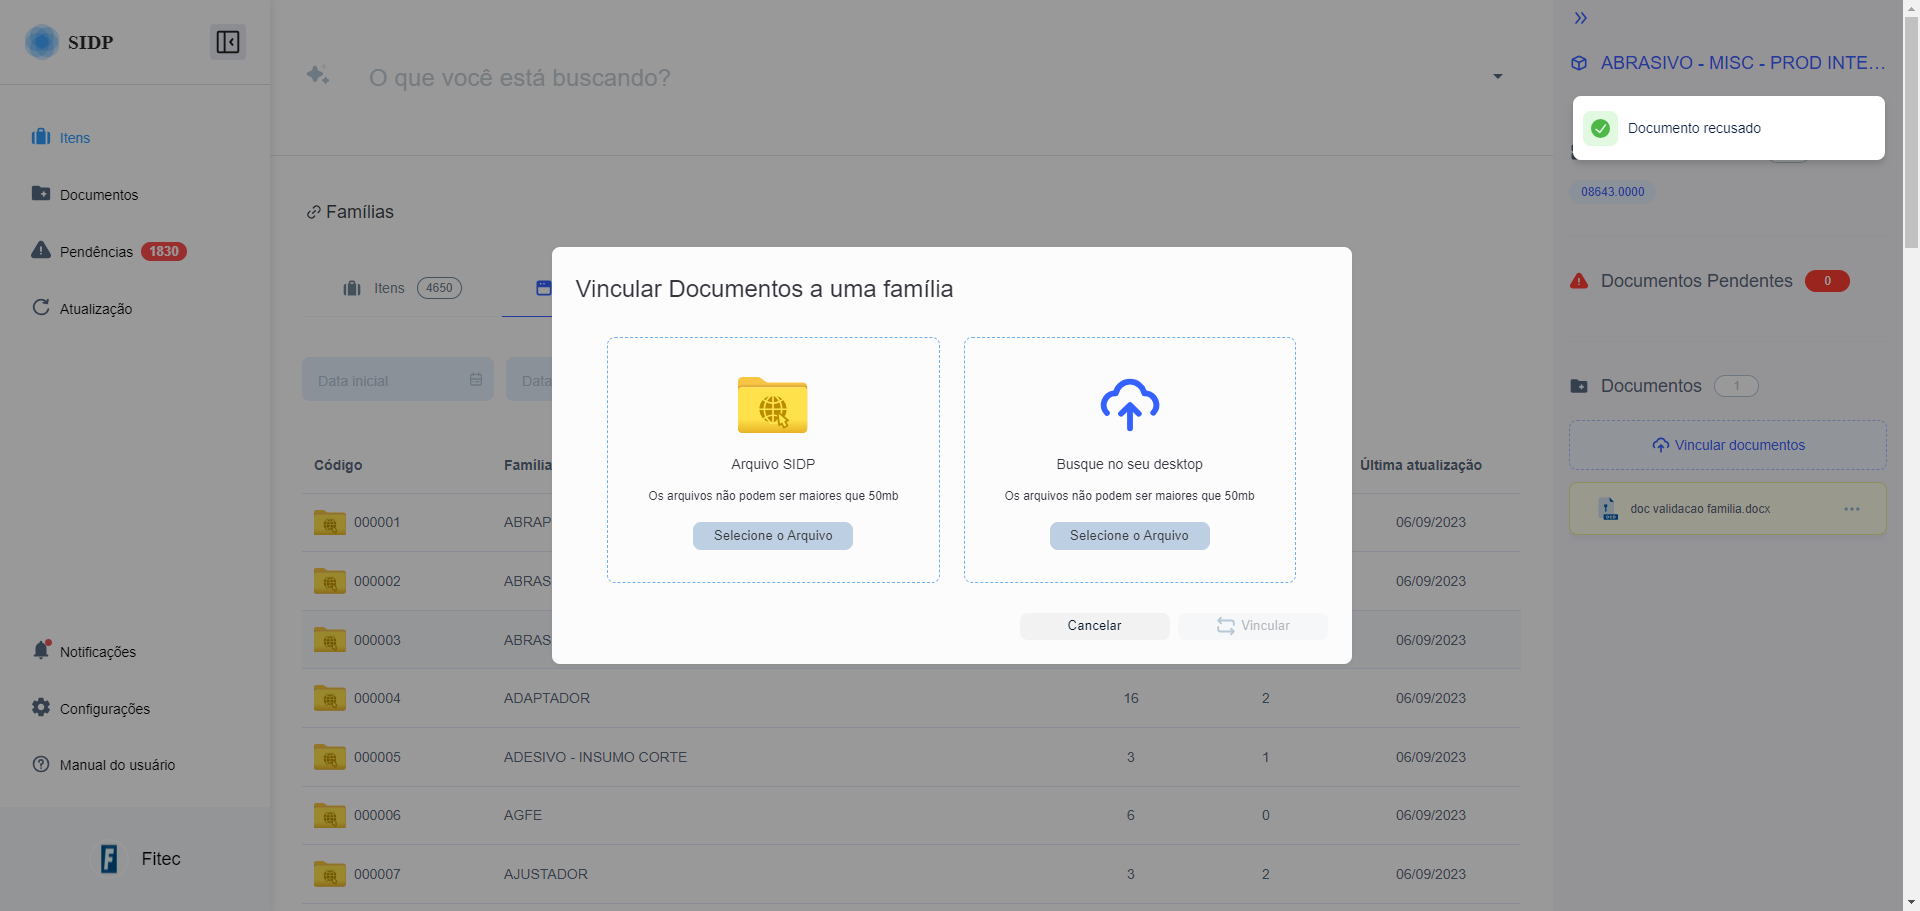 SIDP
Itens
Documentos
Pendências 1830
Atualização
Notificações
Configurações
Manual do usuário
Fitec
O que você está buscando?
Famílias
Itens 4650
Data inicial
Data
Código Família Última atualização
000001 ABRAP 06/09/2023
000002 ABRAS 06/09/2023
000003 ABRAS 06/09/2023
000004 ADAPTADOR 16 2 06/09/2023
000005 ADESIVO - INSUMO CORTE 3 1 06/09/2023
000006 AGFE 6 0 06/09/2023
000007 AJUSTADOR 3 2 06/09/2023
Vincular Documentos a uma família
Arquivo SIDP
Os arquivos não podem ser maiores que 50mb
Selecione o Arquivo
Busque no seu desktop
Os arquivos não podem ser maiores que 50mb
Selecione o Arquivo
Cancelar
Vincular
ABRASIVO - MISC - PROD INTE...
Documento recusado
08643.0000
Documentos Pendentes 0
Documentos 1
Vincular documentos
doc validacao familia.docx